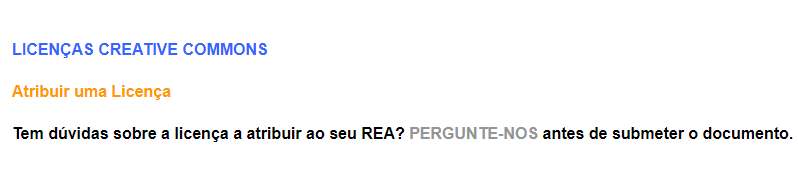 LICENÇAS CREATIVE COMMONS
Atribuir uma Licença
Tem dúvidas sobre a licença a atribuir ao seu REA? PERGUNTE-NOS antes de submeter o documento.